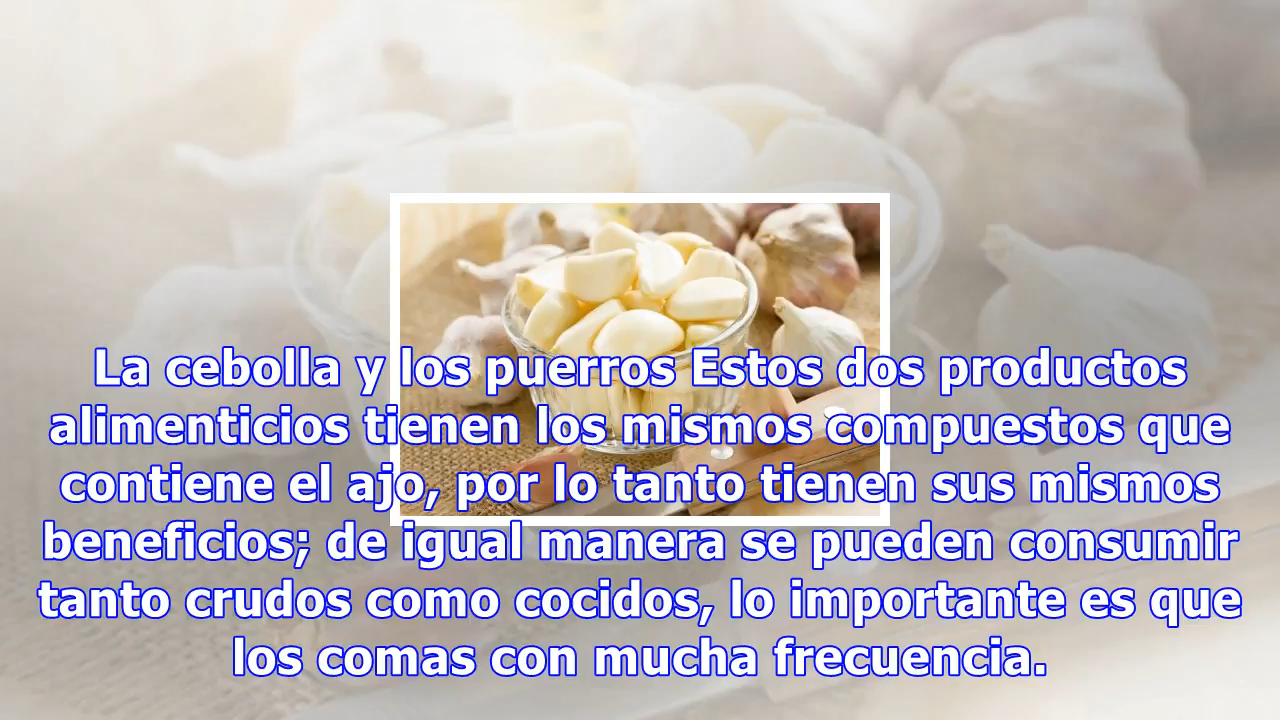 La cebolla y los puerros Estos dos productos
alimenticios tienen los mismos compuestos que
contiene el ajo, por lo tanto tienen sus mismos
beneficios; de igual manera se pueden consumir
tanto crudos como cocidos, lo importante es que
los comas con mucha frecuencia.